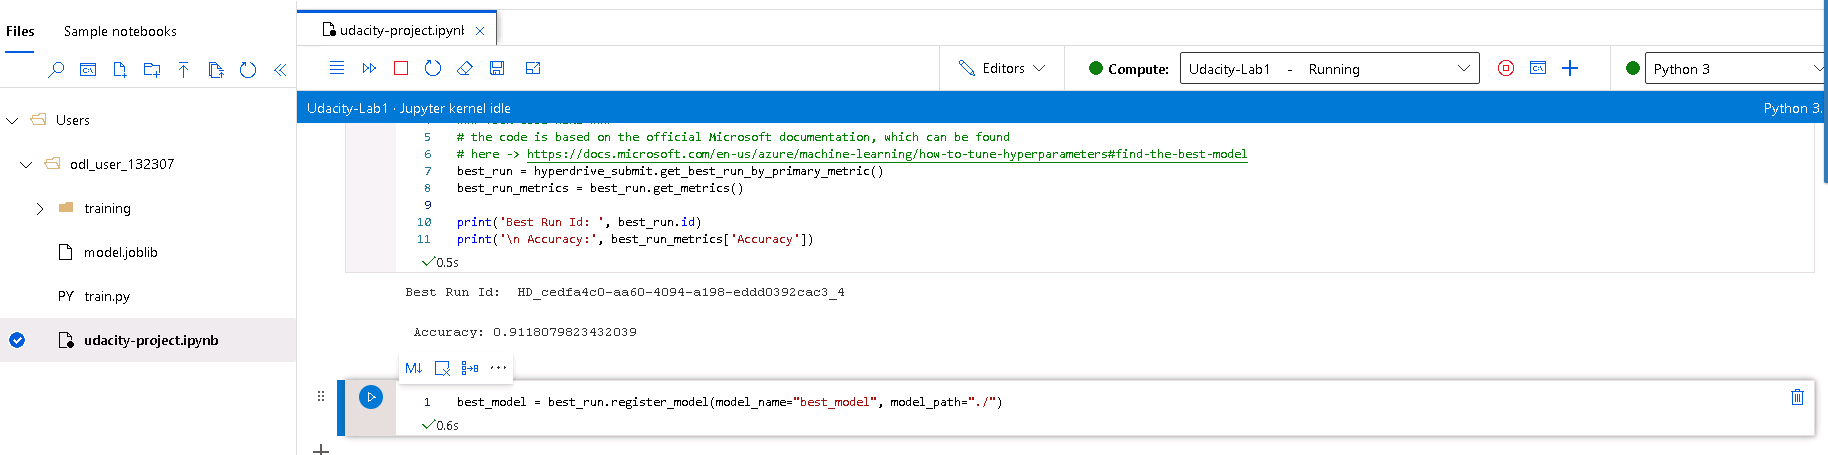 Files Sample notebooks
udacity-project.ipynb
Editors
Compute: Udacity-Lab1 - Running
Python 3
Udacity-Lab1 · Jupyter kernel idle
Python 3.
Users
odl_user_132307
training
model.joblib
PY train.py
udacity-project.ipynb
5 # the code is based on the official Microsoft documentation, which can be found
6 # here -> https://docs.microsoft.com/en-us/azure/machine-learning/how-to-tune-hyperparameters#find-the-best-model
7 best_run = hyperdrive_submit.get_best_run_by_primary_metric()
8 best_run_metrics = best_run.get_metrics()
9
10 print('Best Run Id: ', best_run.id)
11 print('\n Accuracy:', best_run_metrics['Accuracy'])
0.5s
Best Run Id:  HD_cedfa4c0-aa60-4094-a198-eddd0392cac3_4
Accuracy: 0.9118079823432039
M↓
1 best_model = best_run.register_model(model_name="best_model", model_path="./")
0.6s